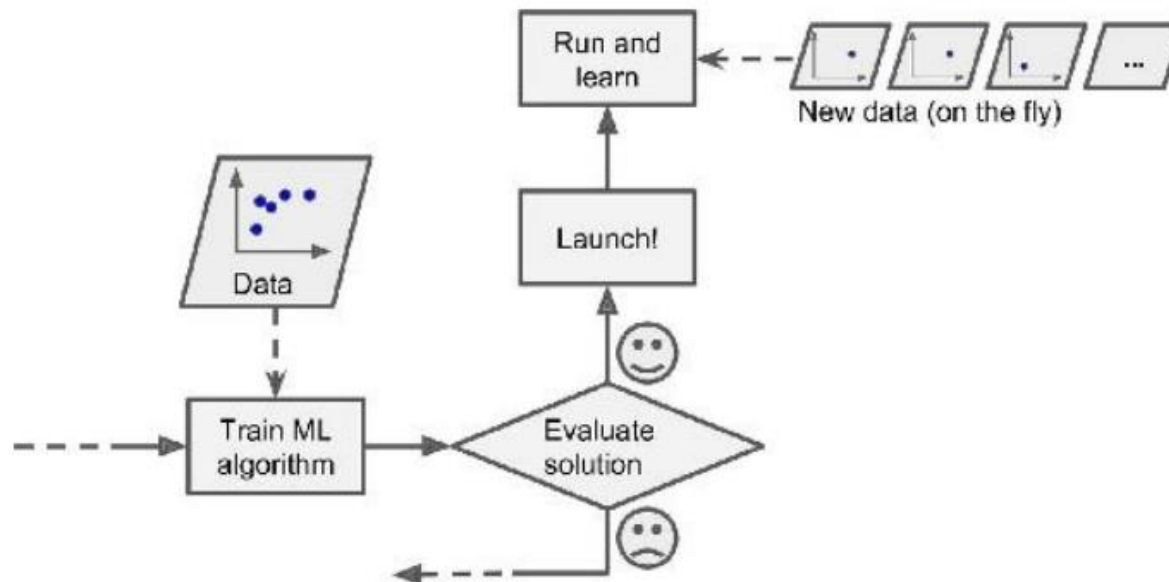 Run and
learn
...
New data (on the fly)
Launch!
Data
Train ML
algorithm
Evaluate
solution